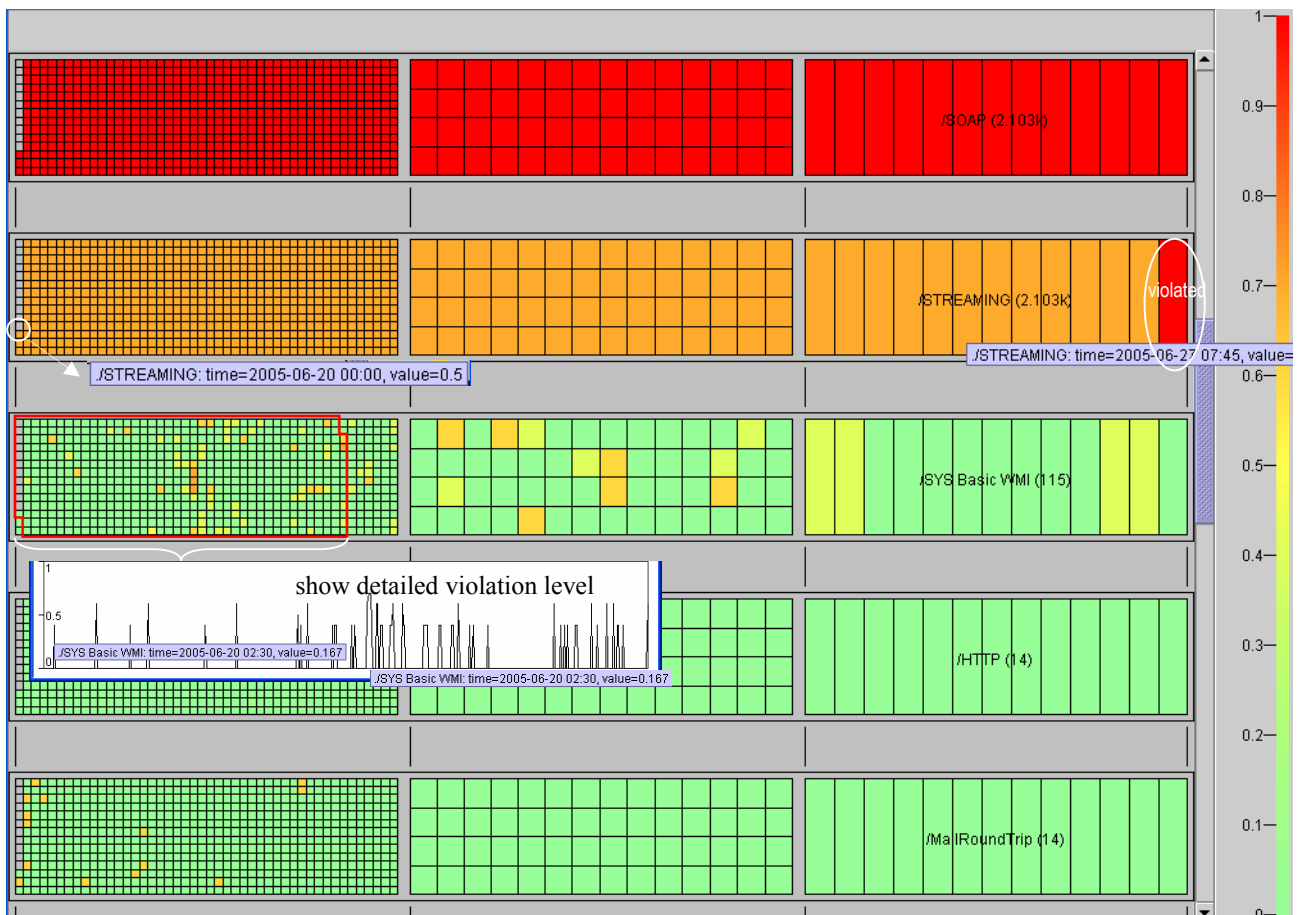 1
0.9
/SOAP (2.103k)
0.8
0.7
violated
/STREAMING (2.103k)
./STREAMING: time=2005-06-27 07:45, value=
./STREAMING: time=2005-06-20 00:00, value=0.5
0.6
0.5
/SYS Basic WMI (115)
0.4
1
show detailed violation level
0.5
./SYS Basic WMI: time=2005-06-20 02:30, value=0.167
0
./SYS Basic WMI: time=2005-06-20 02:30, value=0.167
/HTTP (14)
0.3
0.2
0.1
/MailRoundTrip (14)
0